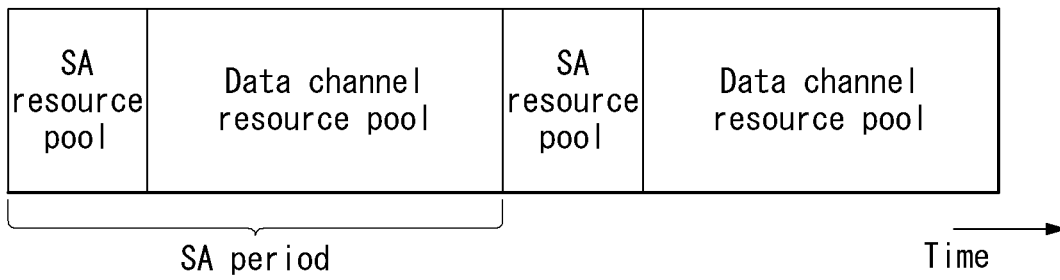 SA
resource
pool
Data channel
resource pool
SA
resource
pool
Data channel
resource pool
SA period
Time